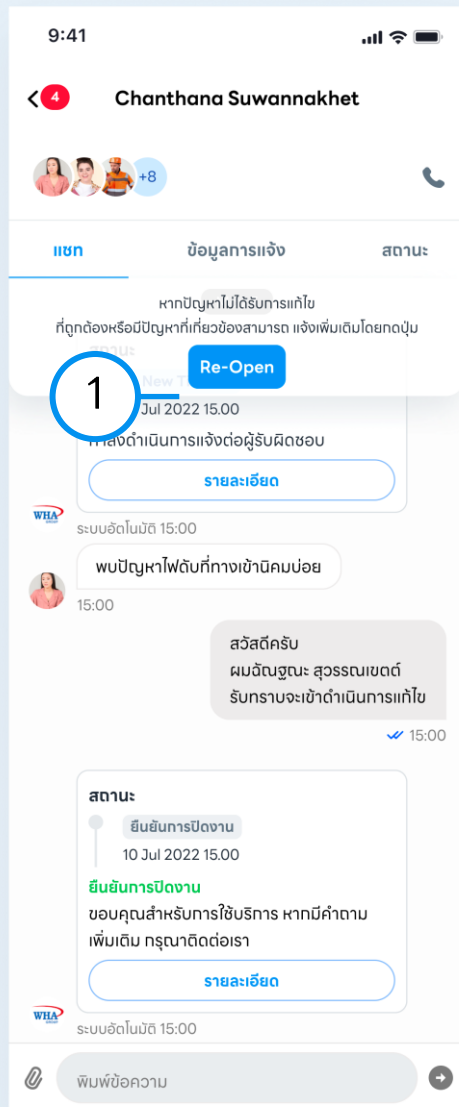 9:41
4
Chanthana Suwannakhet
+8
แชท
ข้อมูลการแจ้ง
สถานะ
หากปัญหาไม่ได้รับการแก้ไข
ที่ถูกต้องหรือมีปัญหาที่เกี่ยวข้องสามารถ แจ้งเพิ่มเติมโดยกดปุ่ม
สถานะ
Re-Open
New
1
Jul 2022 15.00
กำลังดำเนินการแจ้งต่อผู้รับผิดชอบ
รายละเอียด
WHA
ระบบอัตโนมัติ 15:00
พบปัญหาไฟดับที่ทางเข้านิคมบ่อย
15:00
สวัสดีครับ
ผมฉัณฐณะ สุวรรณเขตต์
รับทราบจะเข้าดำเนินการแก้ไข
15:00
สถานะ
ยืนยันการปิดงาน
10 Jul 2022 15.00
ยืนยันการปิดงาน
ขอบคุณสำหรับการใช้บริการ หากมีคำถาม
เพิ่มเติม กรุณาติดต่อเรา
รายละเอียด
WHA
ระบบอัตโนมัติ 15:00
พิมพ์ข้อความ